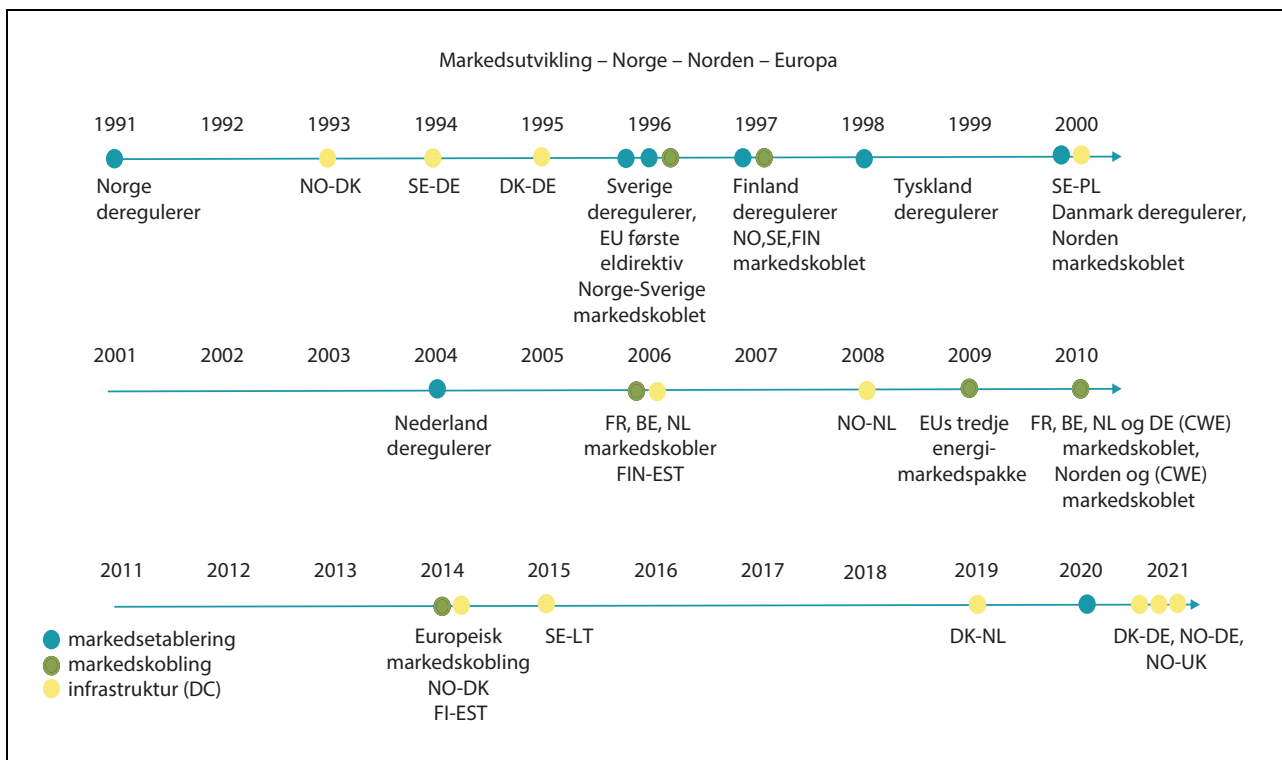 Markedsutvikling – Norge – Norden – Europa
1991 1992 1993 1994 1995 1996 1997 1998 1999 2000
Norge
deregulerer
NO-DK
SE-DE
DK-DE
Sverige
deregulerer,
EU første
eldirektiv
Norge-Sverige
markedskoblet
Finland
deregulerer
NO,SE,FIN
markedskoblet
Tyskland
deregulerer
SE-PL
Danmark deregulerer,
Norden
markedskoblet
2001 2002 2003 2004 2005 2006 2007 2008 2009 2010
Nederland
deregulerer
FR, BE, NL
markedskobler
FIN-EST
NO-NL
EUs tredje
energi-
markedspakke
FR, BE, NL og DE (CWE)
markedskoblet,
Norden og (CWE)
markedskoblet
2011 2012 2013 2014 2015 2016 2017 2018 2019 2020 2021
Europeisk
markedskobling
NO-DK
FI-EST
SE-LT
DK-NL
DK-DE, NO-DE,
NO-UK
markedsetablering
markedskobling
infrastruktur (DC)